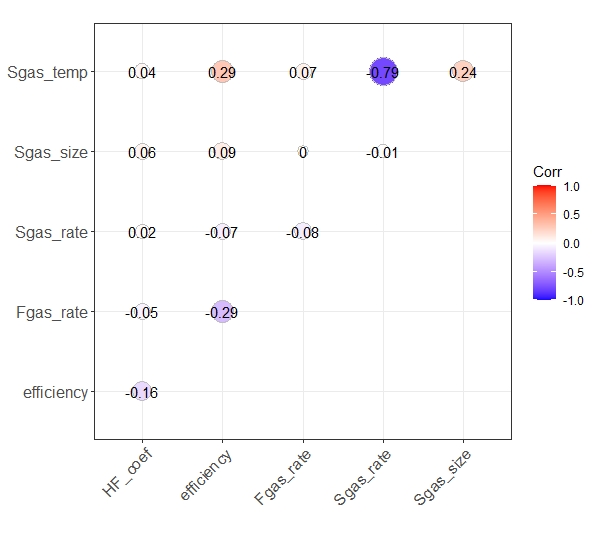 Sgas_temp 0.04 0.29 0.07 -0.79 0.24
Sgas_size 0.06 0.09 0 -0.01
Sgas_rate 0.02 -0.07 -0.08
Fgas_rate -0.05 -0.29
efficiency -0.16
HF_coef efficiency Fgas_rate Sgas_rate Sgas_size
Corr
1.0
0.5
0.0
-0.5
-1.0